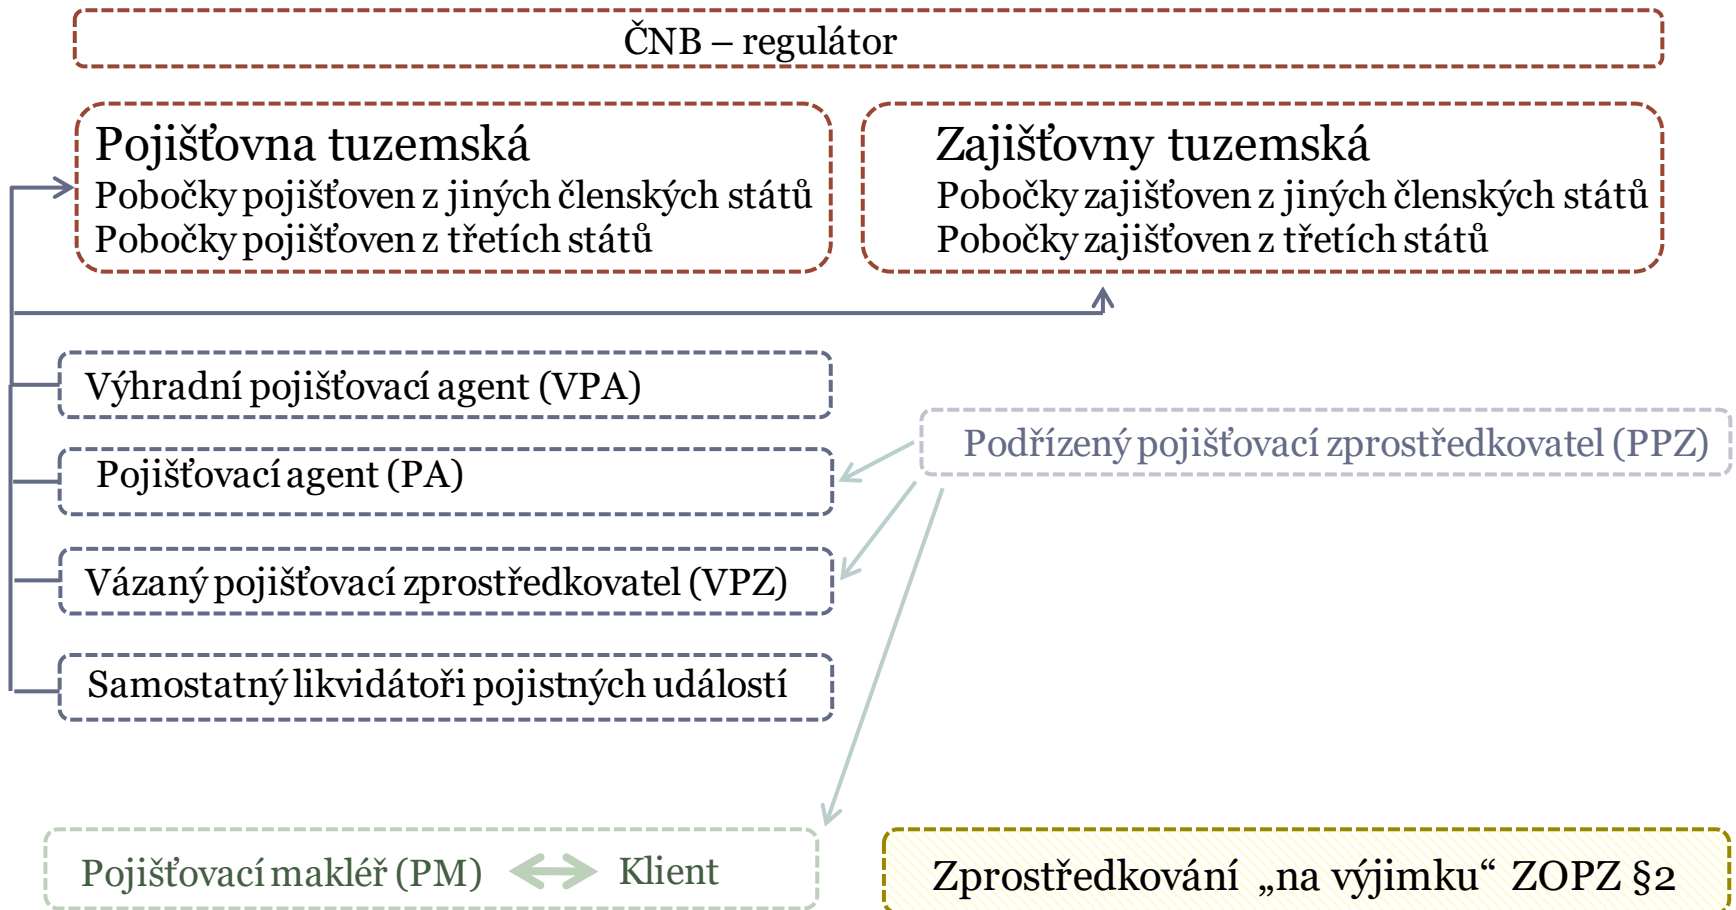 ČNB – regulátor
Pojišťovna tuzemská
Pobočky pojišťoven z jiných členských států
Pobočky pojišťoven z třetích států
Zajišťovny tuzemská
Pobočky zajišťoven z jiných členských států
Pobočky zajišťoven z třetích států
Výhradní pojišťovací agent (VPA)
Podřízený pojišťovací zprostředkovatel (PPZ)
Pojišťovací agent (PA)
Vázaný pojišťovací zprostředkovatel (VPZ)
Samostatný likvidátoři pojistných událostí
Pojišťovací makléř (PM) Klient
Zprostředkování „na výjimku“ ZOPZ §2